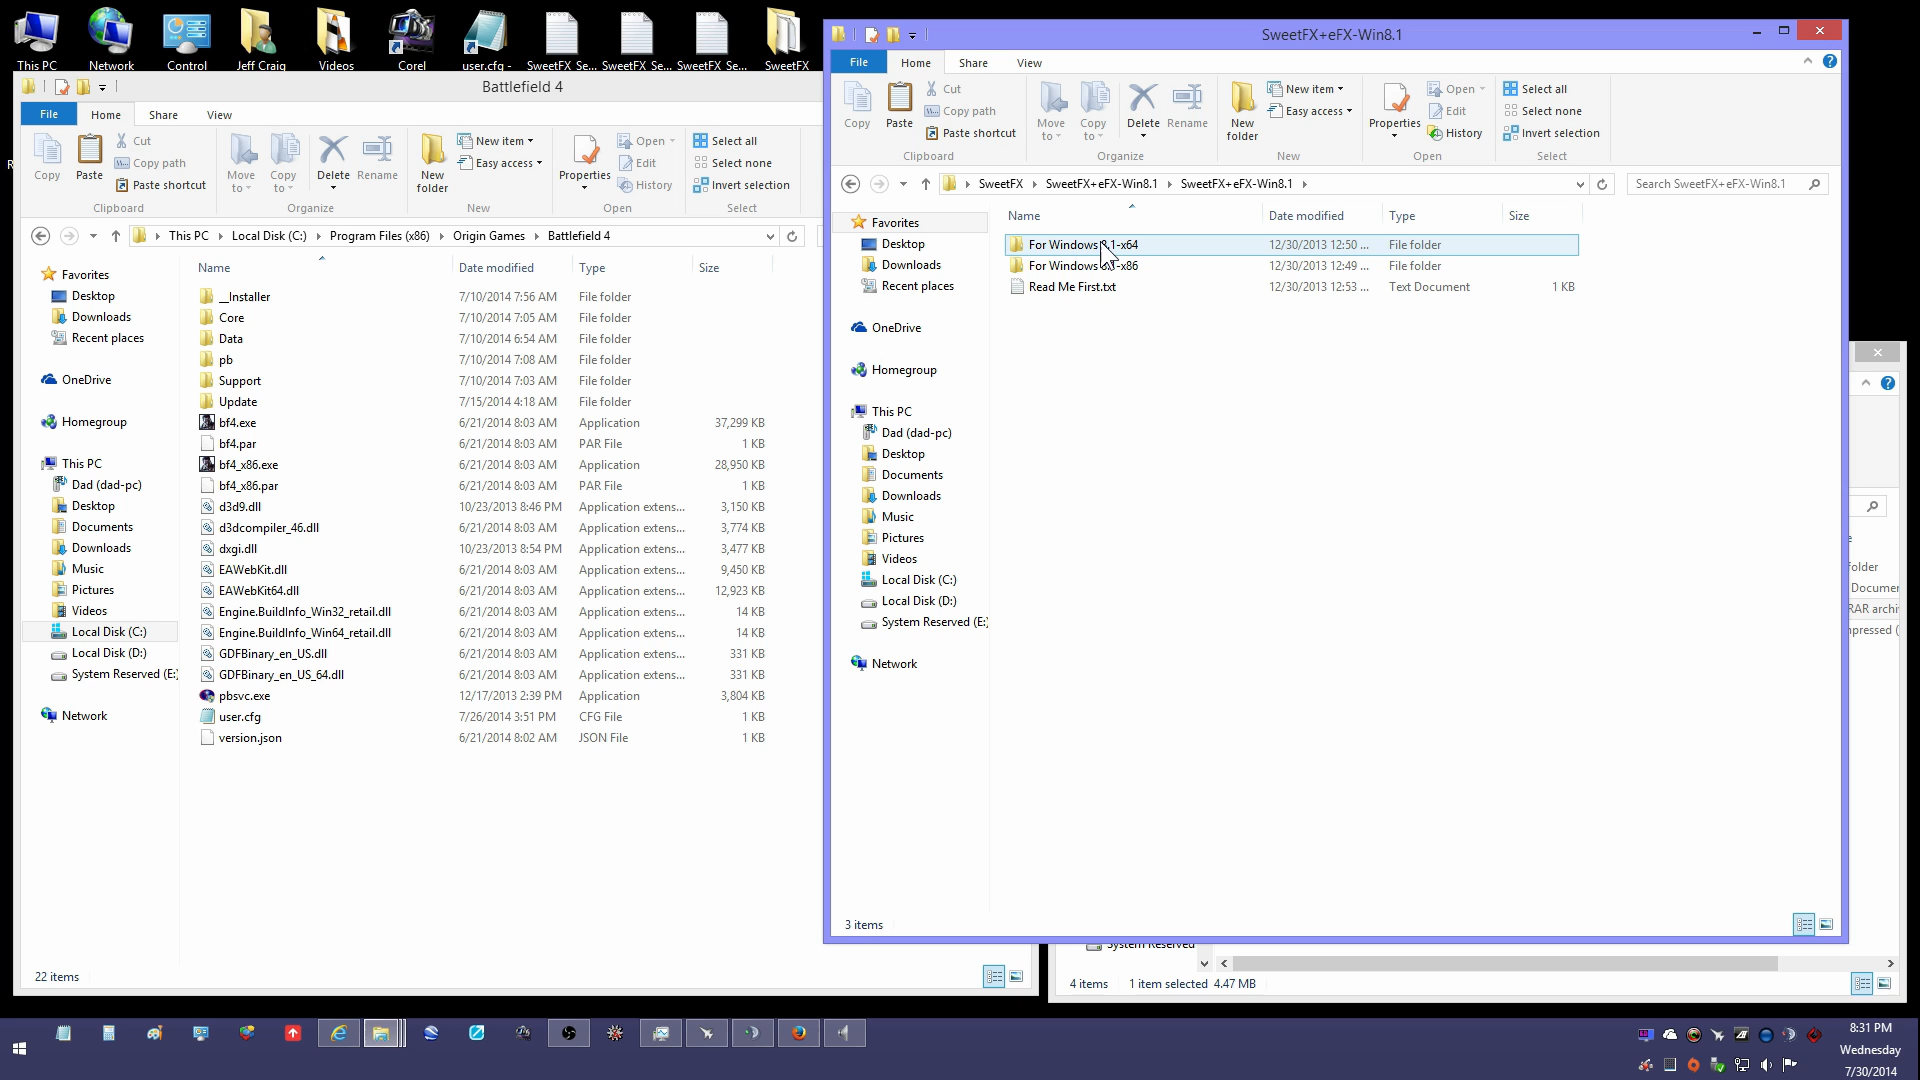 This PC
Network
Control
Jeff Craig
Videos
Corel
user.cfg -
SweetFX Se...
SweetFX Se...
SweetFX Se...
SweetFX
R
Battlefield 4
File
Home
Share
View
Copy
Paste
Cut
Copy path
Paste shortcut
Move to
Copy to
Delete
Rename
New folder
New item
Easy access
Properties
Open
Edit
History
Select all
Select none
Invert selection
Clipboard
Organize
New
Open
Select
This PC
Local Disk (C:)
Program Files (x86)
Origin Games
Battlefield 4
Favorites
Desktop
Downloads
Recent places
OneDrive
Homegroup
This PC
Dad (dad-pc)
Desktop
Documents
Downloads
Music
Pictures
Videos
Local Disk (C:)
Local Disk (D:)
System Reserved (E:)
Network
Name Date modified Type Size
__Installer 7/10/2014 7:56 AM File folder
Core 7/10/2014 7:05 AM File folder
Data 7/10/2014 6:54 AM File folder
pb 7/10/2014 7:08 AM File folder
Support 7/10/2014 7:03 AM File folder
Update 7/15/2014 4:18 AM File folder
bf4.exe 6/21/2014 8:03 AM Application 37,299 KB
bf4.par 6/21/2014 8:03 AM PAR File 1 KB
bf4_x86.exe 6/21/2014 8:03 AM Application 28,950 KB
bf4_x86.par 6/21/2014 8:03 AM PAR File 1 KB
d3d9.dll 10/23/2013 8:46 PM Application extens... 3,150 KB
d3dcompiler_46.dll 6/21/2014 8:03 AM Application extens... 3,774 KB
dxgi.dll 10/23/2013 8:54 PM Application extens... 3,477 KB
EAWebKit.dll 6/21/2014 8:03 AM Application extens... 9,450 KB
EAWebKit64.dll 6/21/2014 8:03 AM Application extens... 12,923 KB
Engine.BuildInfo_Win32_retail.dll 6/21/2014 8:03 AM Application extens... 14 KB
Engine.BuildInfo_Win64_retail.dll 6/21/2014 8:03 AM Application extens... 14 KB
GDFBinary_en_US.dll 6/21/2014 8:03 AM Application extens... 331 KB
GDFBinary_en_US_64.dll 6/21/2014 8:03 AM Application extens... 331 KB
pbsvc.exe 12/17/2013 2:39 PM Application 3,804 KB
user.cfg 7/26/2014 3:51 PM CFG File 1 KB
version.json 6/21/2014 8:02 AM JSON File 1 KB
22 items
SweetFX+eFX-Win8.1
File
Home
Share
View
Copy
Paste
Cut
Copy path
Paste shortcut
Move to
Copy to
Delete
Rename
New folder
New item
Easy access
Properties
Open
Edit
History
Select all
Select none
Invert selection
Clipboard
Organize
New
Open
Select
SweetFX
SweetFX+eFX-Win8.1
SweetFX+eFX-Win8.1
Search SweetFX+eFX-Win8.1
Favorites
Desktop
Downloads
Recent places
OneDrive
Homegroup
This PC
Dad (dad-pc)
Desktop
Documents
Downloads
Music
Pictures
Videos
Local Disk (C:)
Local Disk (D:)
System Reserved (E:)
Network
Name Date modified Type Size
For Windows 8.1-x64 12/30/2013 12:50 ... File folder
For Windows 8.1-x86 12/30/2013 12:49 ... File folder
Read Me First.txt 12/30/2013 12:53 ... Text Document 1 KB
3 items
e
folder
Documen
RAR archi
mpressed (
System Reserved
4 items 1 item selected 4.47 MB
8:31 PM
Wednesday
7/30/2014